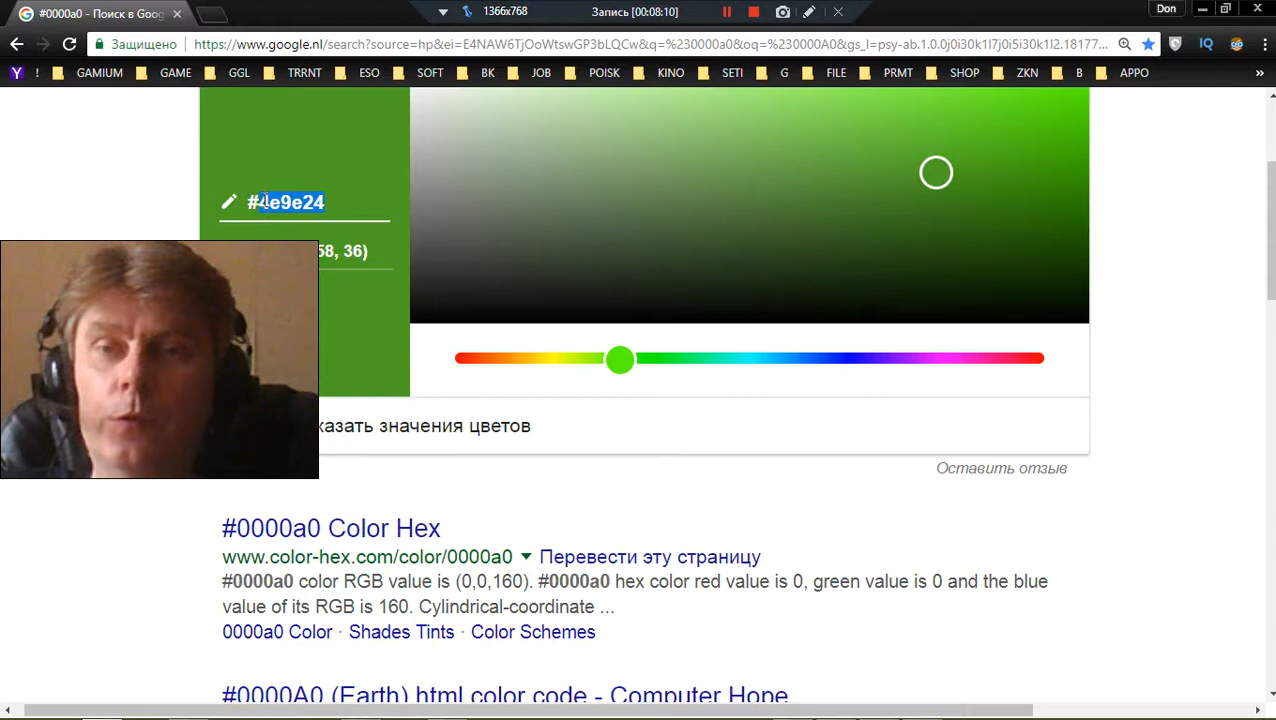 1366x768 Запись [00:08:10] Don
#0000a0 - Поиск в Goog
Защищено https://www.google.nl/search?source=hp&ei=E4NAW6TjOoWtswGP3bLQCw&q=%230000a0&oq=%230000A0&gs_l=psy-ab.1.0.0j0i30k1l7j0i5i30k1l2.18177...
! GAMIUM GAME GGL TRRNT ESO SOFT BK JOB POISK KINO SETI G FILE PRMT SHOP ZKN B APPO »
#4e9e24
58, 36)
казать значения цветов
Оставить отзыв
#0000a0 Color Hex
www.color-hex.com/color/0000a0 Перевести эту страницу
#0000a0 color RGB value is (0,0,160). #0000a0 hex color red value is 0, green value is 0 and the blue
value of its RGB is 160. Cylindrical-coordinate ...
0000a0 Color · Shades Tints · Color Schemes
#0000A0 (Earth) html color code - Computer Hope